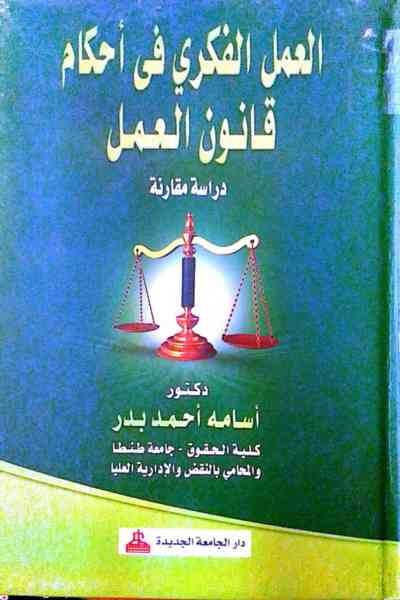 العمل الفكري فى أحكام
قانون العمل
دراسة مقارنة
دكتور
أسامه أحمد بدر
كلية الحقوق - جامعة طنطا
والمحامي بالنقض والإدارية العليا
دار الجامعة الجديدة